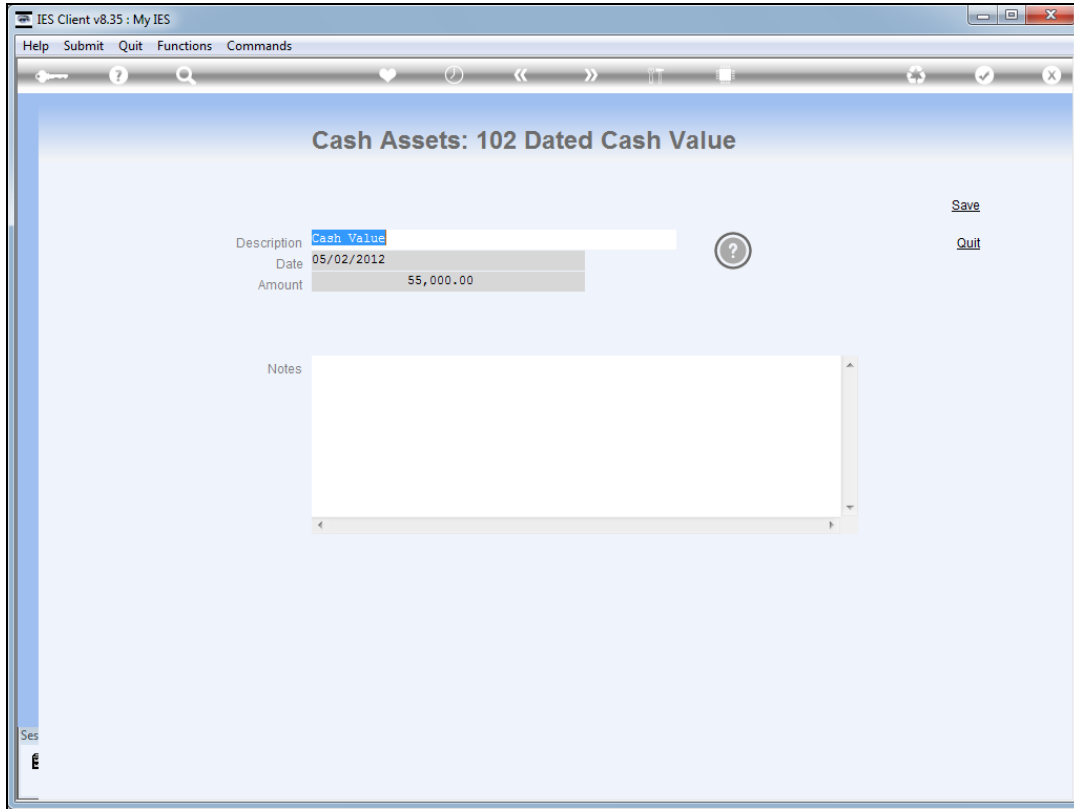 IES Client v8.35 : My IES
Help Submit Quit Functions Commands
Cash Assets: 102 Dated Cash Value
Save
Description Cash Value
Quit
Date 05/02/2012
Amount 55,000.00
Notes
Ses